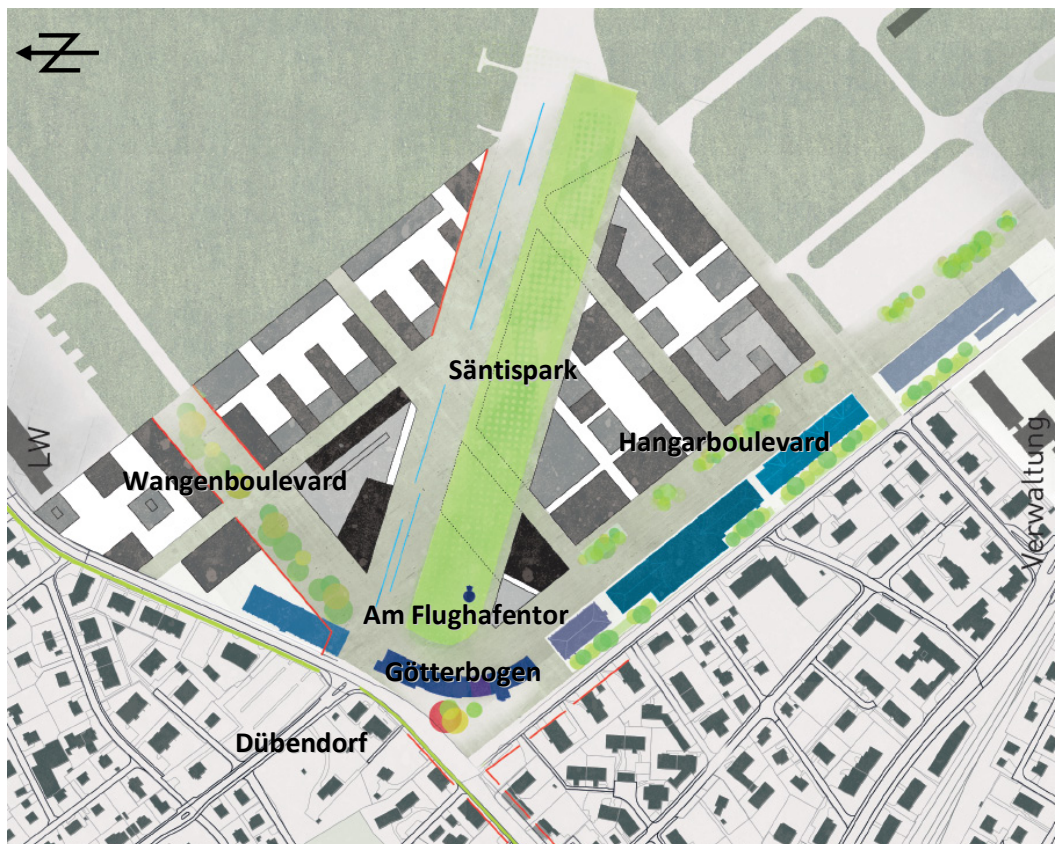 Z
Säntispark
Hangarboulevard
LW
Wangenboulevard
Verwaltung
Am Flughafentor
Götterbogen
Dübendorf